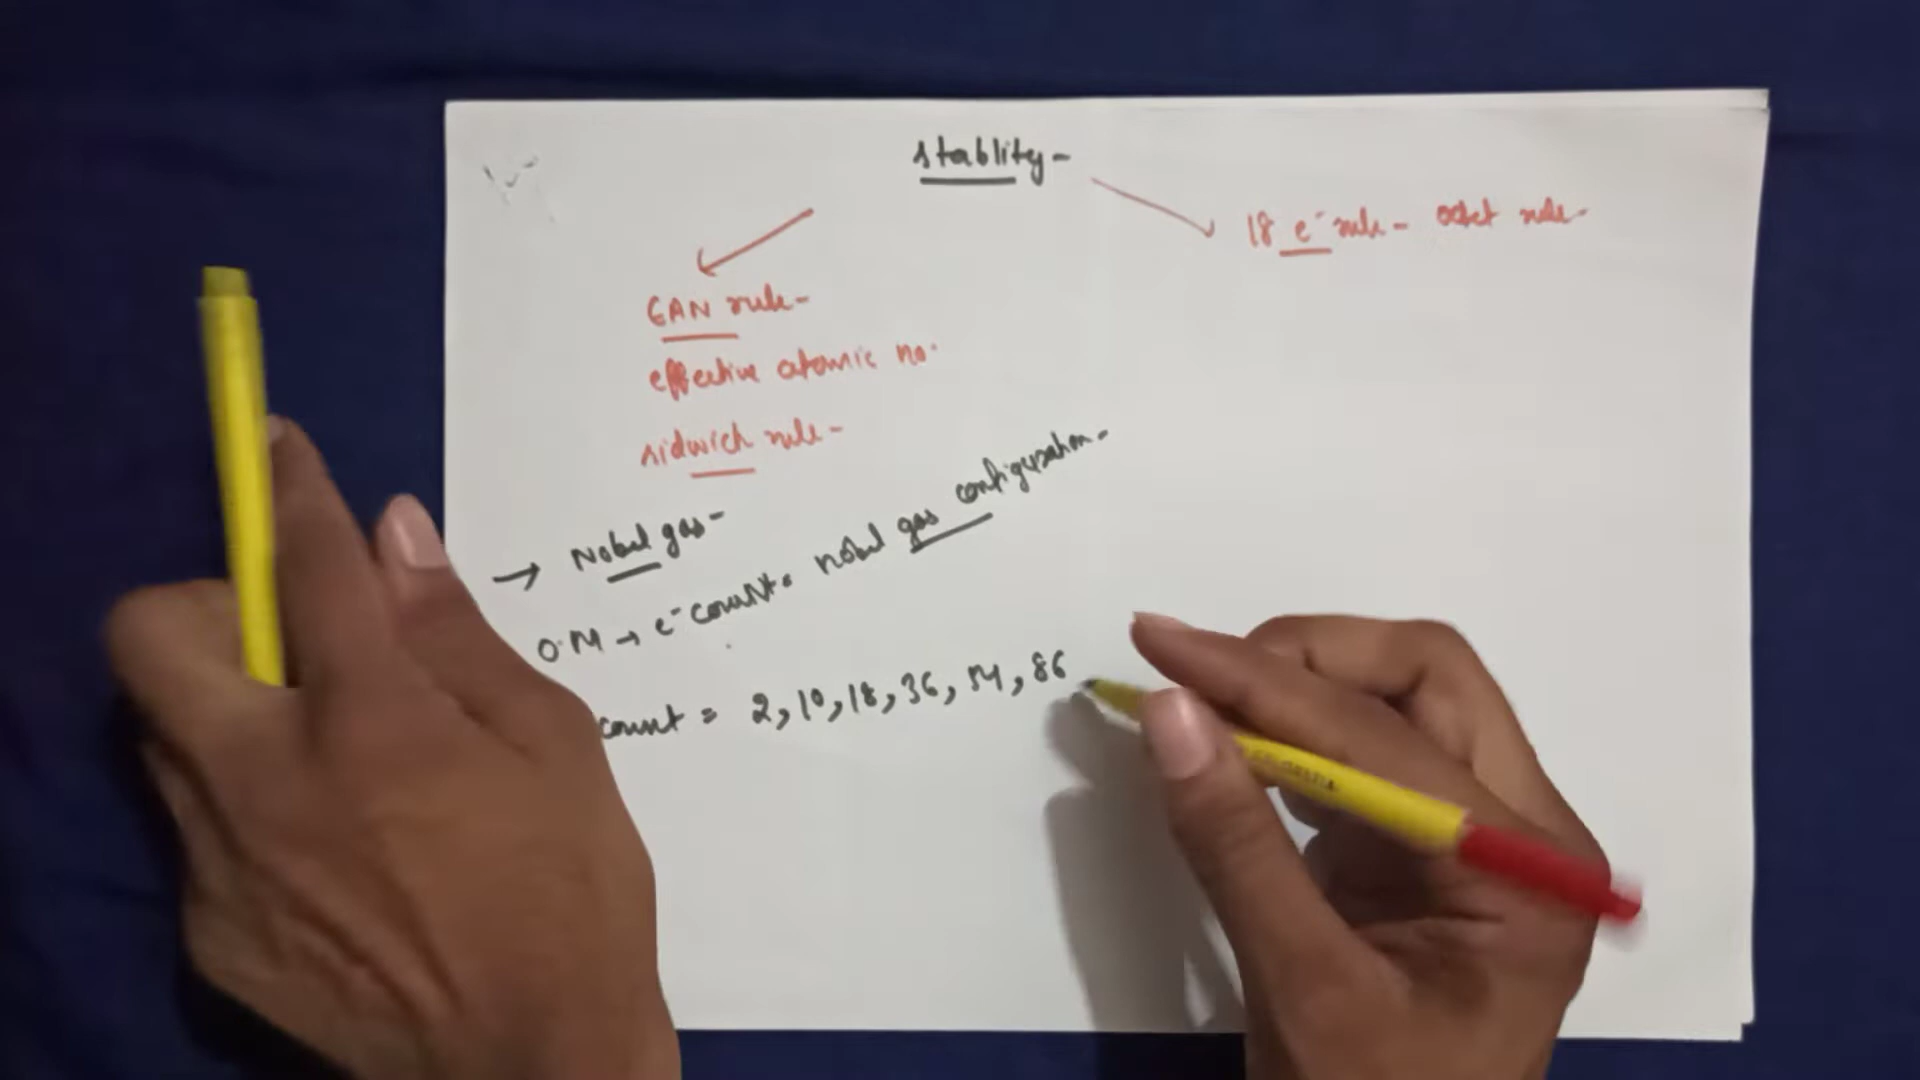 stablity-
18 e⁻ rule- octet rule-
EAN rule-
effective atomic no.
sidwich rule-
→ Nobel gas-
O.M → e⁻ count = nobel gas configuration-
count = 2, 10, 18, 36, 54, 86